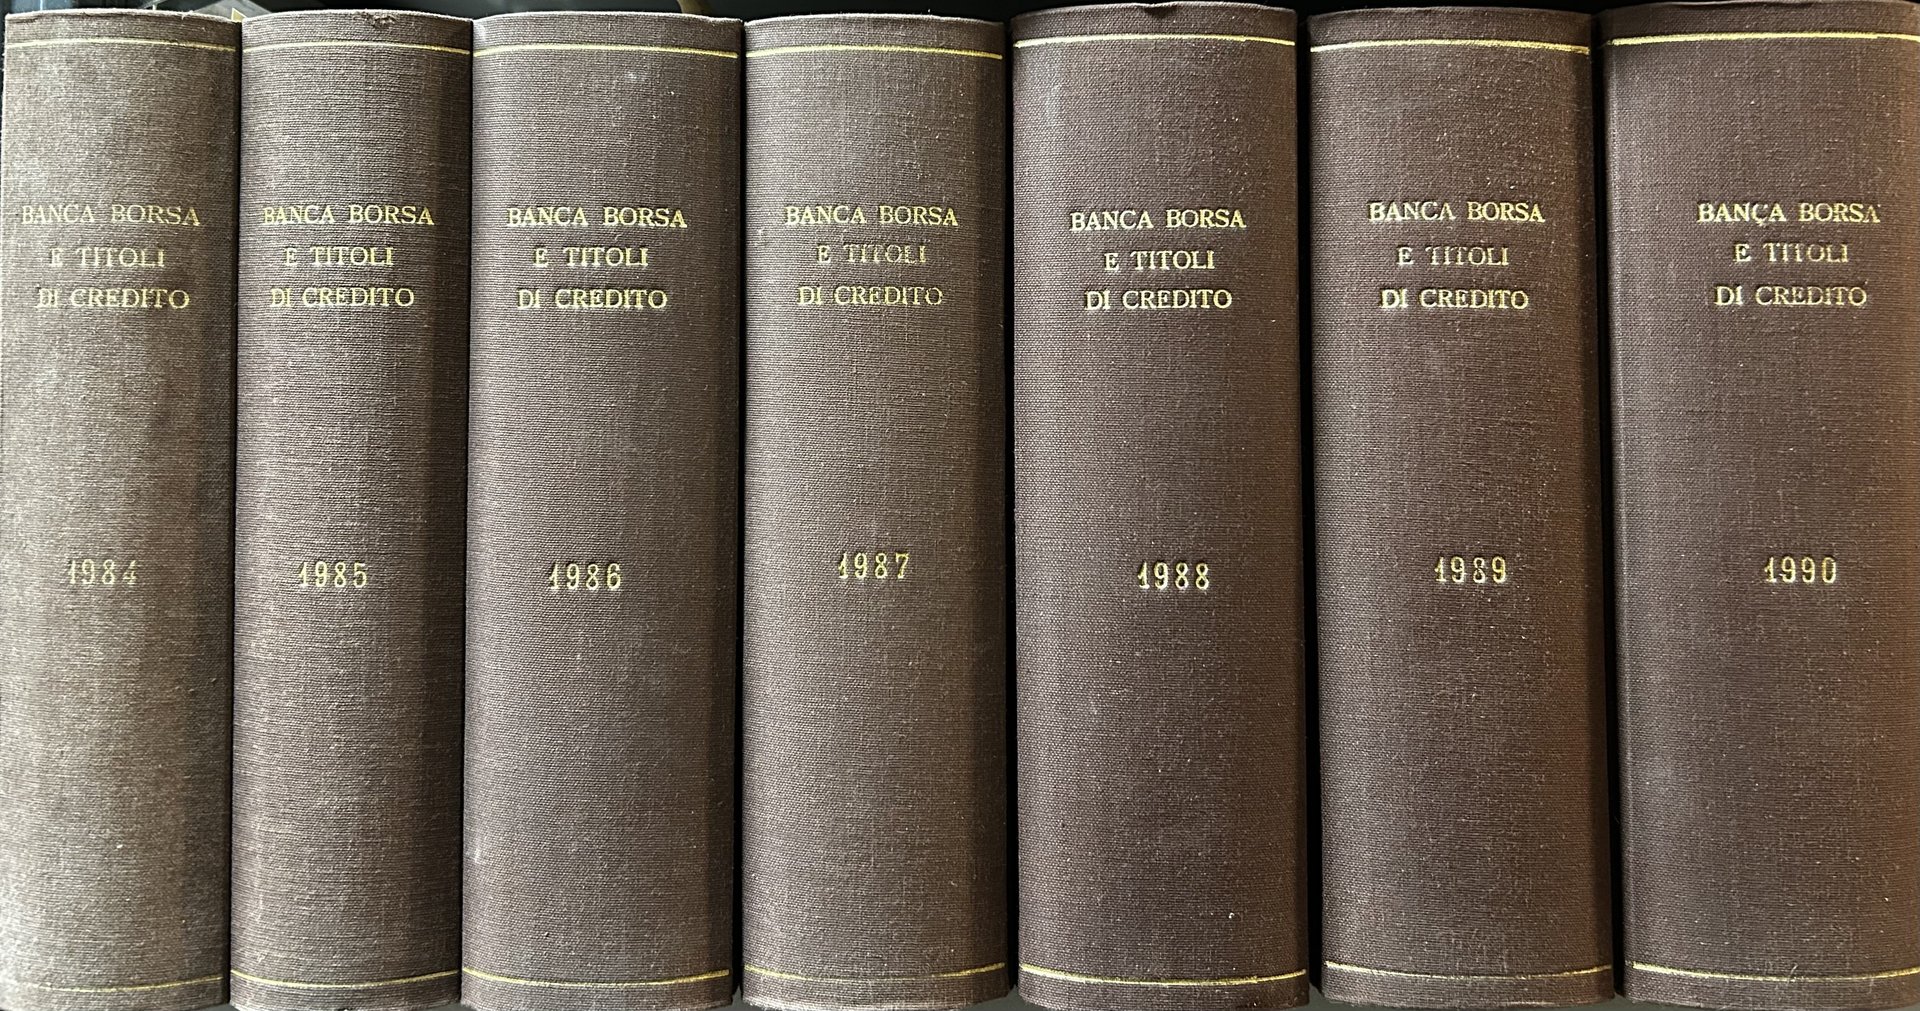 BANCA BORSA
E TITOLI
DI CREDITO
1984
BANCA BORSA
E TITOLI
DI CREDITO
1985
BANCA BORSA
E TITOLI
DI CREDITO
1986
BANCA BORSA
E TITOLI
DI CREDITO
1987
BANCA BORSA
E TITOLI
DI CREDITO
1988
BANCA BORSA
E TITOLI
DI CREDITO
1989
BANCA BORSA
E TITOLI
DI CREDITO
1990